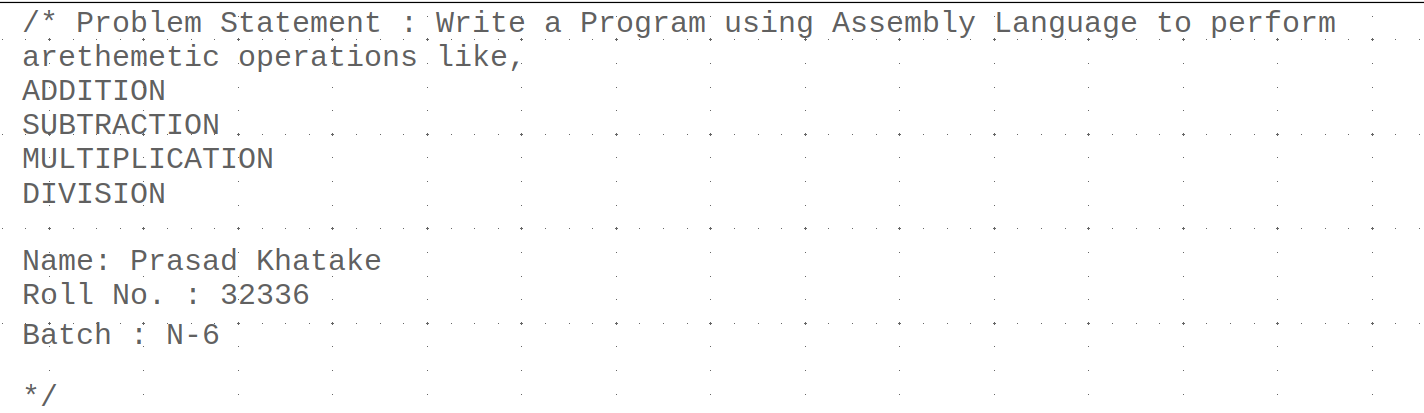 /* Problem Statement : Write a Program using Assembly Language to perform
arethemetic operations like,
ADDITION
SUBTRACTION
MULTIPLICATION
DIVISION
Name: Prasad Khatake
Roll No. : 32336
Batch : N-6
*/